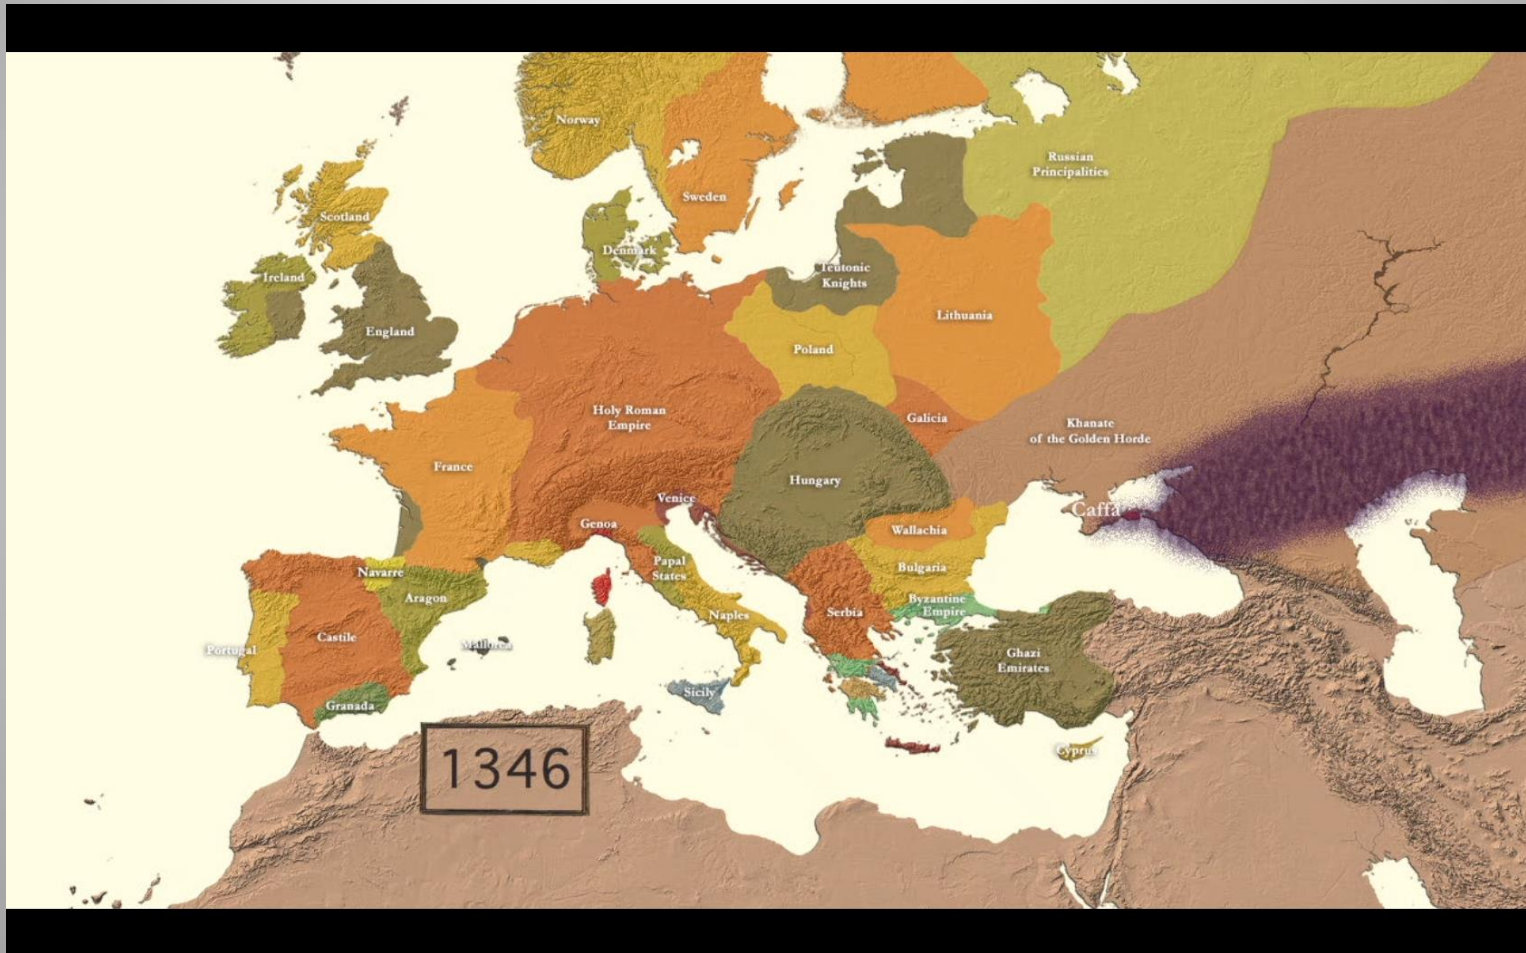 Norway
Russian
Principalities
Sweden
Scotland
Denmark
Teutonic
Knights
Ireland
Lithuania
England
Poland
Holy Roman
Empire
Galicia
Khanate
of the Golden Horde
France
Hungary
Venice
Caffa
Genoa
Wallachia
Navarre
Papal
States
Bulgaria
Aragon
Byzantine
Empire
Naples
Serbia
Castile
Portugal
Mallorca
Ghazi
Emirates
Sicily
Granada
Cyprus
1346